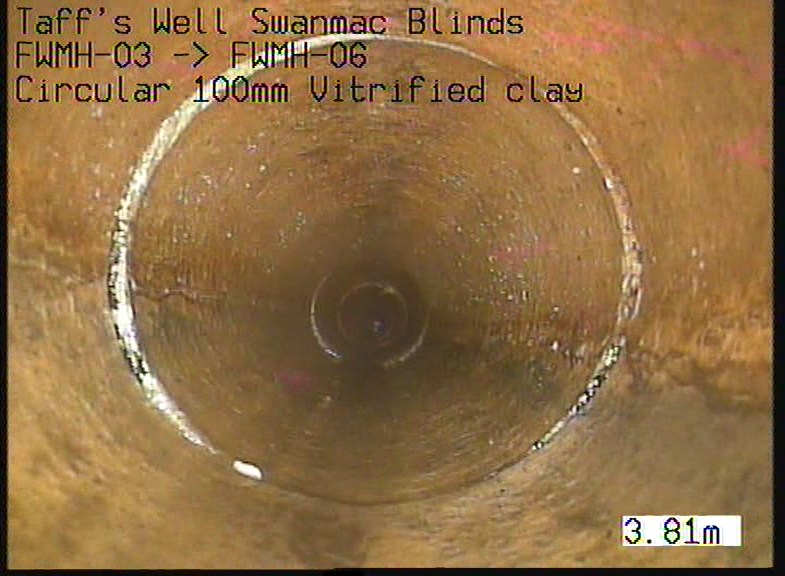 Taff's Well Swanmac Blinds
FWMH-03 -> FWMH-06
Circular 100mm Vitrified clay
3.81m